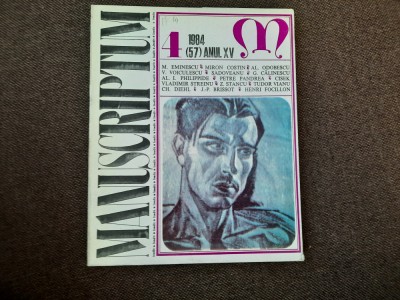 MANUSCRIPTUM
4
1984
(57) ANUL XV
M
M. EMINESCU MIRON COSTIN AL. ODOBESCU
V. VOICULESCU SADOVEANU G. CĂLINESCU
AL. I. PHILIPPIDE PETRE PANDREA CISEK
VLADIMIR STREINU Z. STANCU TUDOR VIANU
CH. DIEHL J.-P. BRISSOT HENRI FOCILLON